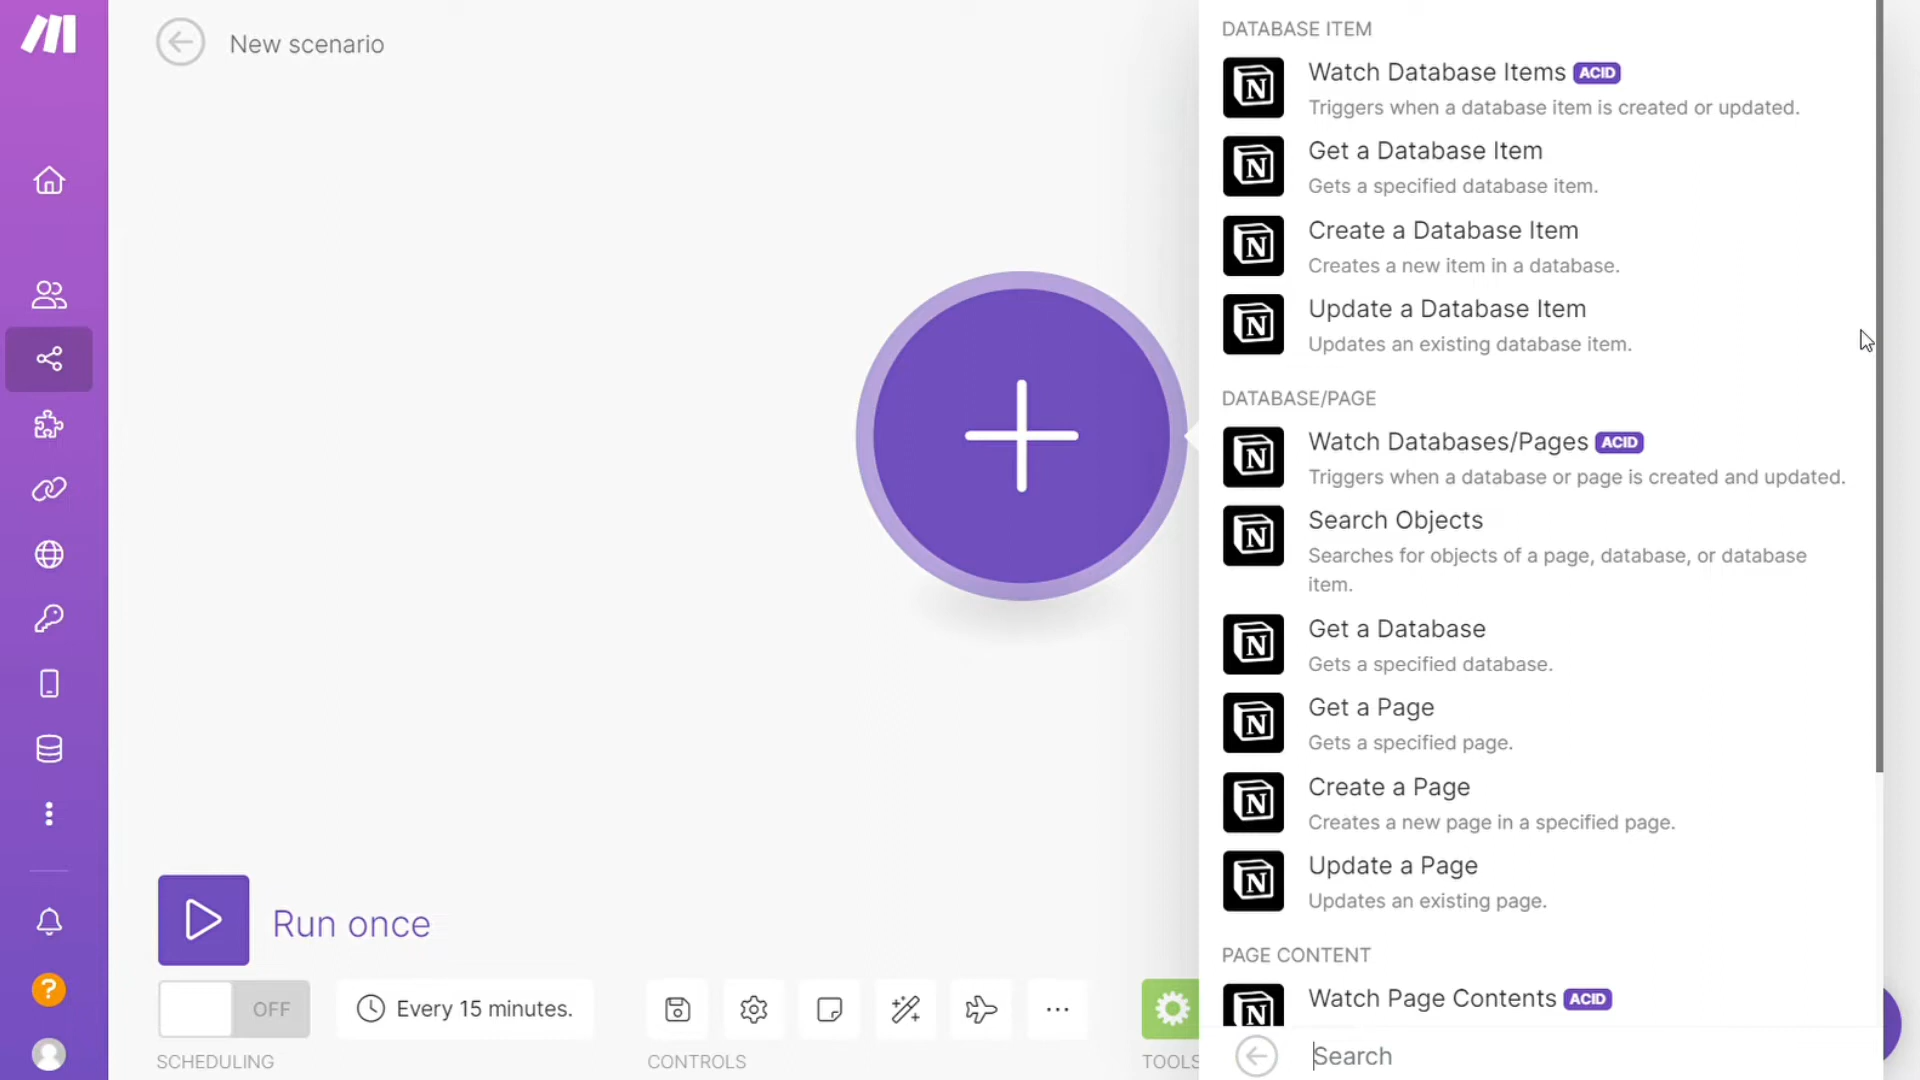 New scenario
DATABASE ITEM
Watch Database Items ACID
Triggers when a database item is created or updated.
Get a Database Item
Gets a specified database item.
Create a Database Item
Creates a new item in a database.
Update a Database Item
Updates an existing database item.
DATABASE/PAGE
Watch Databases/Pages ACID
Triggers when a database or page is created and updated.
Search Objects
Searches for objects of a page, database, or database
item.
Get a Database
Gets a specified database.
Get a Page
Gets a specified page.
Create a Page
Creates a new page in a specified page.
Update a Page
Updates an existing page.
PAGE CONTENT
Watch Page Contents ACID
Search
Run once
OFF
Every 15 minutes.
SCHEDULING
CONTROLS
TOOLS